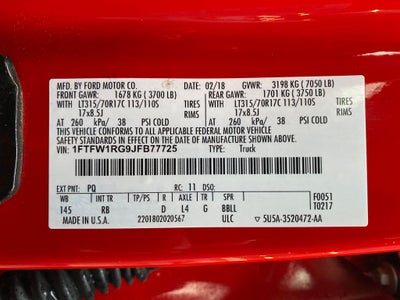 MFD. BY FORD MOTOR CO. 02/18 GVWR: 3198 KG (7050 LB)
FRONT GAWR: 1678 KG (3700 LB) REAR GAWR: 1701 KG (3750 LB)
WITH LT315/70R17C 113/110S TIRES WITH LT315/70R17C 113/110S TIRES
17x8.5J RIMS 17x8.5J RIMS
AT 260 kPa/ 38 PSI COLD AT 260 kPa/ 38 PSI COLD
THIS VEHICLE CONFORMS TO ALL APPLICABLE FEDERAL MOTOR VEHICLE
SAFETY STANDARDS IN EFFECT ON THE DATE OF MANUFACTURE SHOWN ABOVE.
VIN: 1FTFW1RG9JFB77725 TYPE: Truck
EXT PNT: PQ RC: 11 DSO: F0051
WB INT TR TP/PS R AXLE TR SPR T0217
145 RB D L4 G BBLL
MADE IN U.S.A. 2201802020567 ULC ▽ 5U5A-3520472-AA